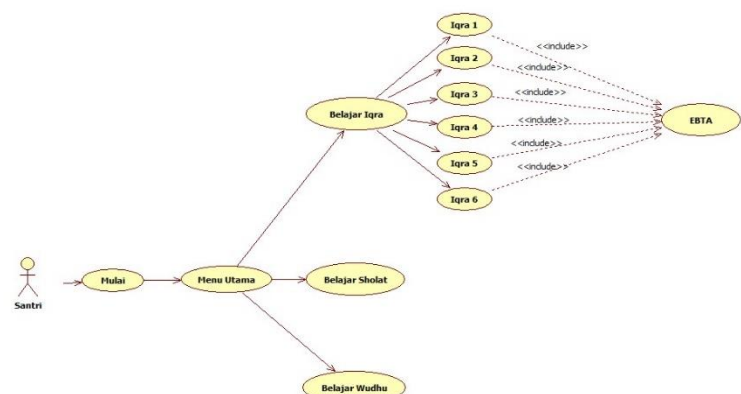 Iqra 1
<<include>>
Iqra 2
<<include>>
Iqra 3
<<include>>
Belajar Iqra
Iqra 4
<<include>>
EBTA
Iqra 5
<<include>>
Iqra 6
<<include>>
Santri
Mulai
Menu Utama
Belajar Sholat
Belajar Wudhu